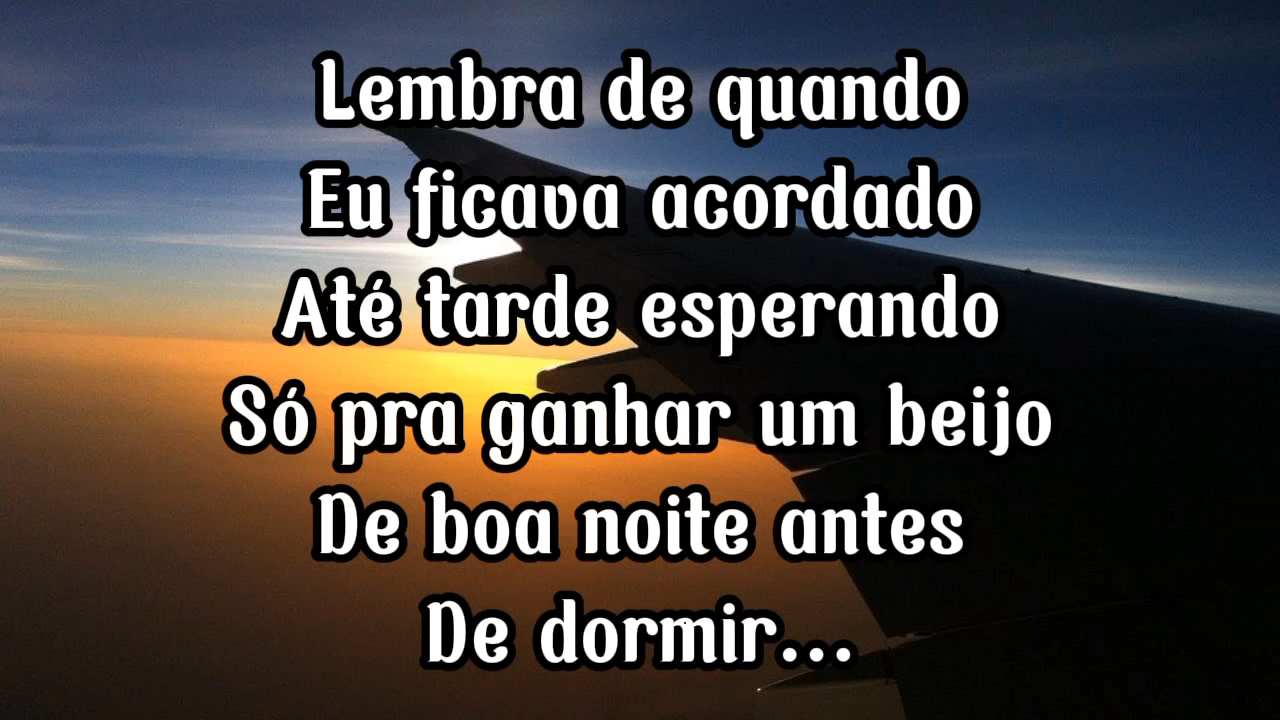 Lembra de quando
Eu ficava acordado
Até tarde esperando
Só pra ganhar um beijo
De boa noite antes
De dormir...